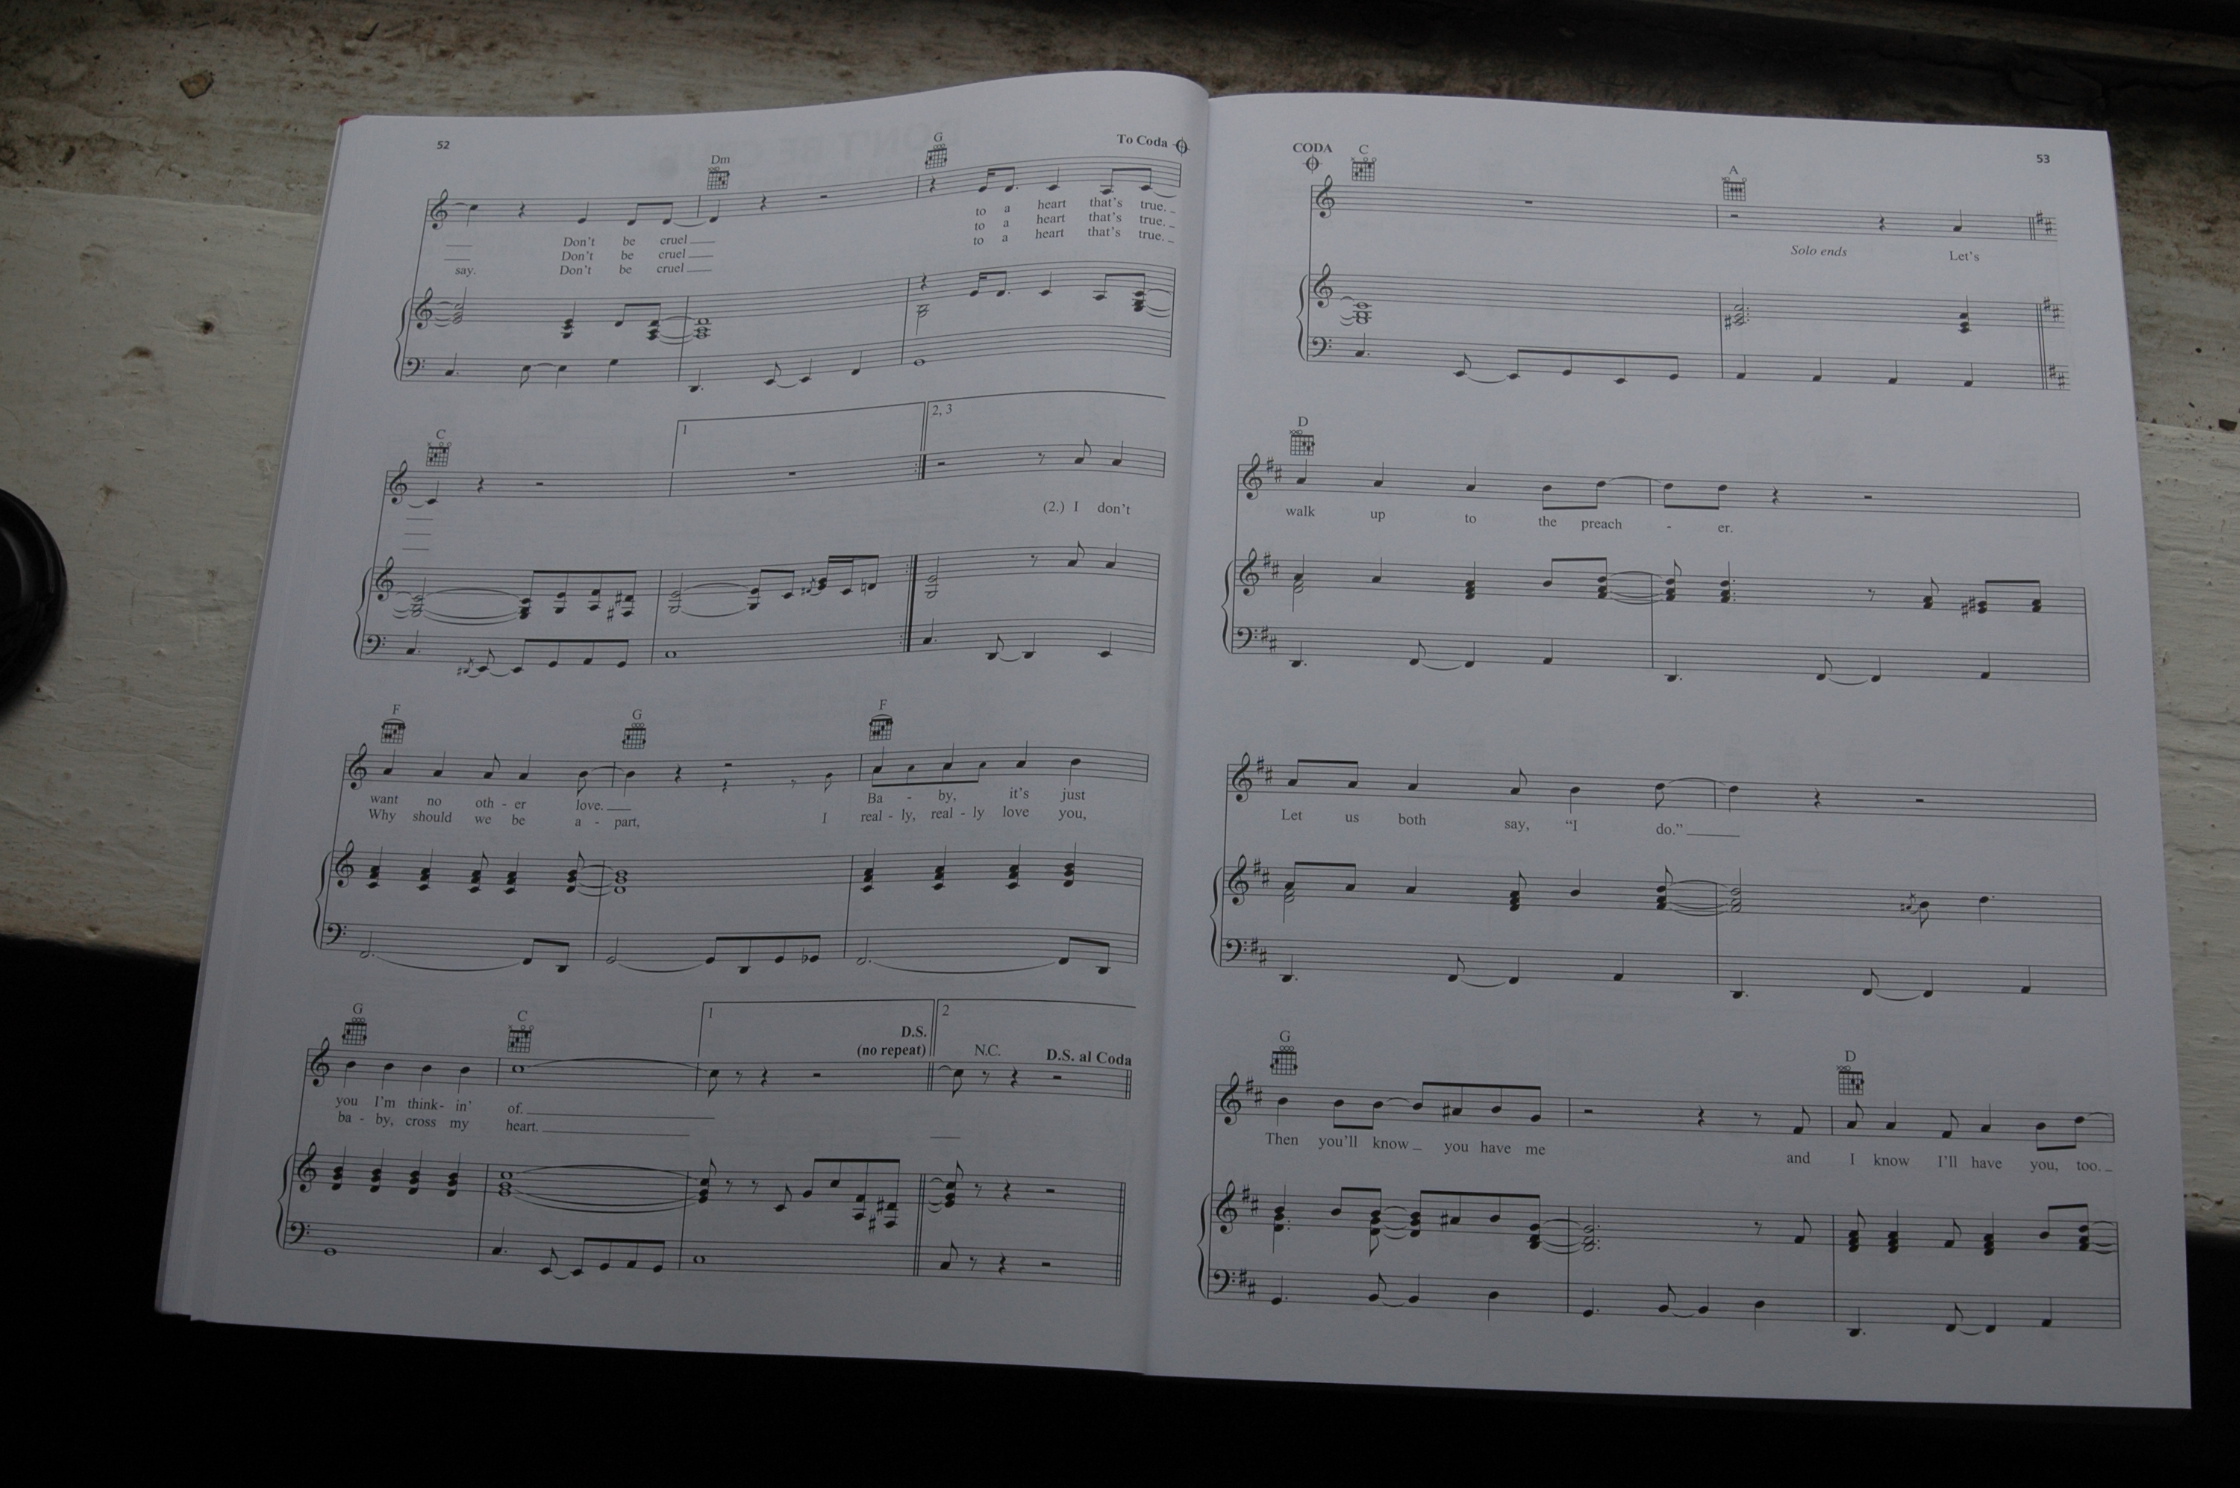 52
Dm G To Coda
Don't be cruel to a heart that's true.
Don't be cruel to a heart that's true.
say. Don't be cruel to a heart that's true.
C 1 2, 3
(2.) I don't
F G F
want no oth - er love. Ba - by, it's just
Why should we be a - part, I real - ly, real - ly love you,
G C 1 D.S. (no repeat) 2 N.C. D.S. al Coda
you I'm think - in' of.
ba - by, cross my heart.
53
CODA C A
Solo ends Let's
D
walk up to the preach - er.
Let us both say, “I do.”
G D
Then you'll know you have me and I know I'll have you, too.